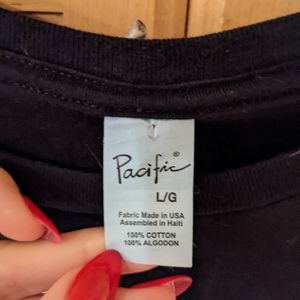 Pacific®
L/G
Fabric Made in USA
Assembled in Haiti
100% COTTON
100% ALGODON